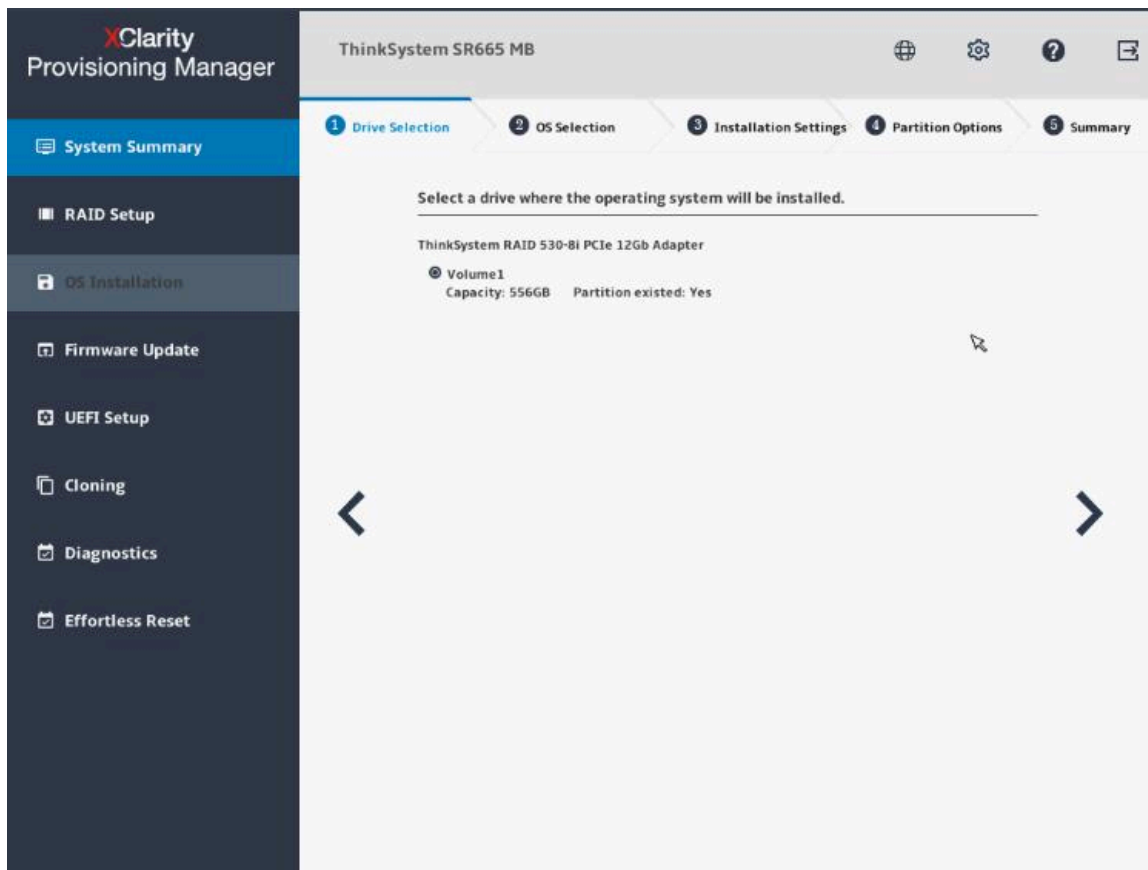 XClarity
Provisioning Manager
ThinkSystem SR665 MB
System Summary
RAID Setup
OS Installation
Firmware Update
UEFI Setup
Cloning
Diagnostics
Effortless Reset
1 Drive Selection
2 OS Selection
3 Installation Settings
4 Partition Options
5 Summary
Select a drive where the operating system will be installed.
ThinkSystem RAID 530-8i PCIe 12Gb Adapter
Volume1
Capacity: 556GB Partition existed: Yes